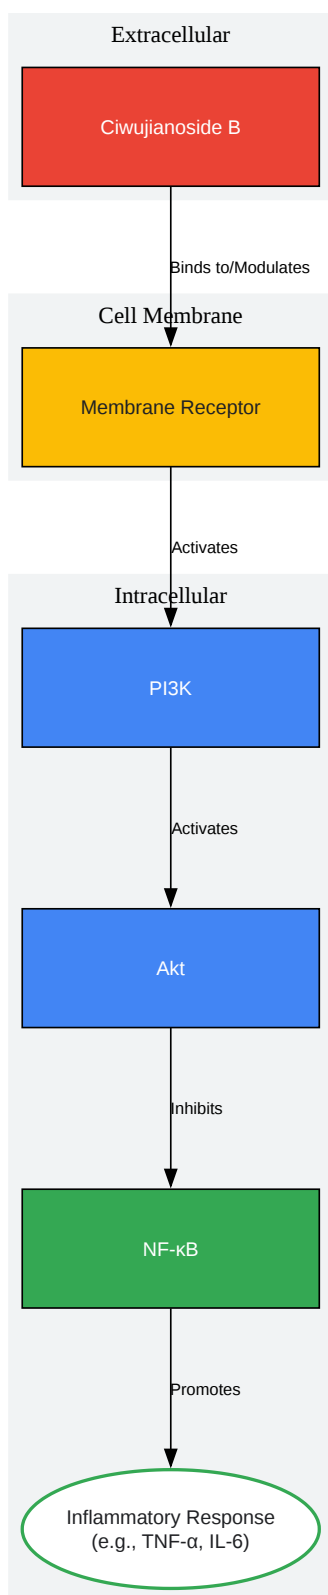 Extracellular
Ciwujianoside B
Binds to/Modulates
Cell Membrane
Membrane Receptor
Activates
Intracellular
PI3K
Activates
Akt
Inhibits
NF-κB
Promotes
Inflammatory Response
(e.g., TNF-α, IL-6)